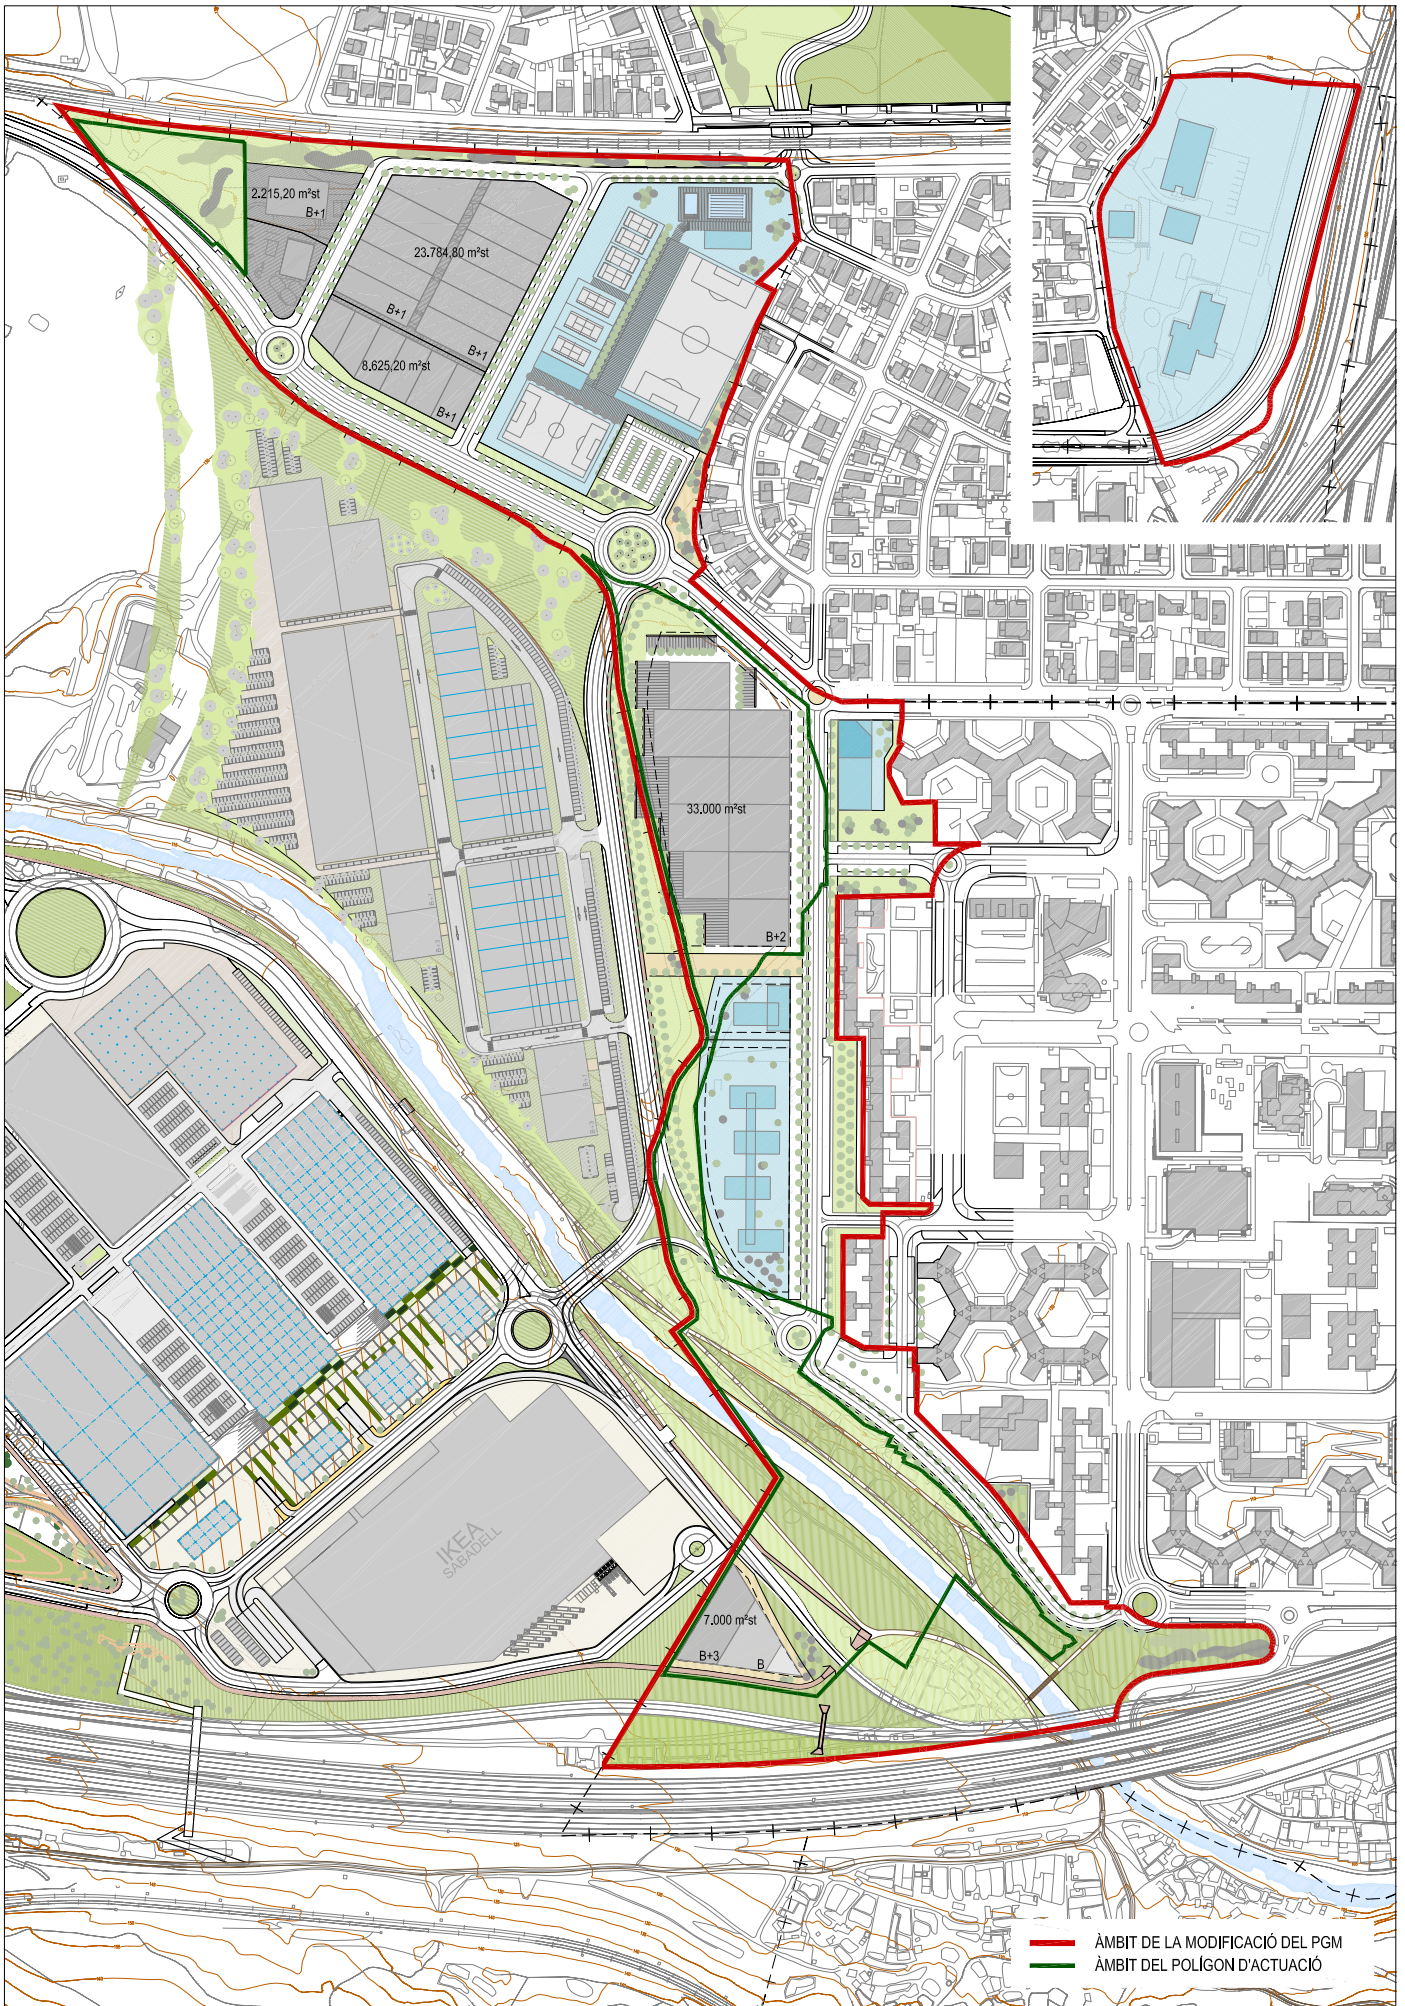 2.215,20 m²st
B+1
23.784,80 m²st
B+1
B+1
8.625,20 m²st
B+1
33.000 m²st
B+2
IKEA
SABADELL
7.000 m²st
B+3
B
ÀMBIT DE LA MODIFICACIÓ DEL PGM
ÀMBIT DEL POLÍGON D'ACTUACIÓ